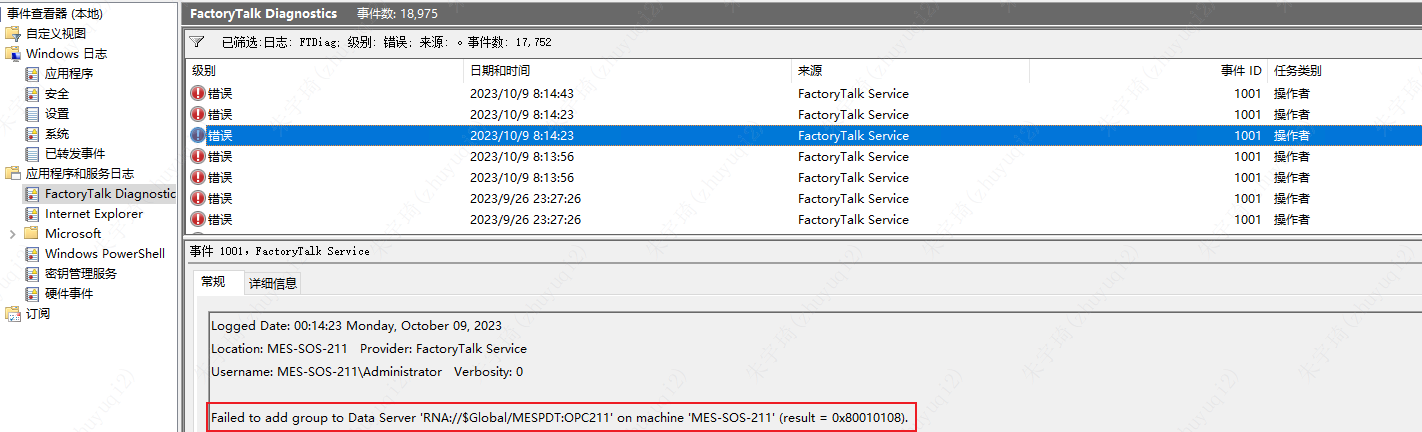 事件查看器 (本地)
自定义视图
Windows 日志
应用程序
安全
设置
系统
已转发事件
应用程序和服务日志
FactoryTalk Diagnostic
Internet Explorer
Microsoft
Windows PowerShell
密钥管理服务
硬件事件
订阅
FactoryTalk Diagnostics 事件数: 18,975
已筛选:日志: FTDiag; 级别: 错误; 来源: 。事件数: 17,752
级别 日期和时间 来源 事件 ID 任务类别
错误 2023/10/9 8:14:43 FactoryTalk Service 1001 操作者
错误 2023/10/9 8:14:23 FactoryTalk Service 1001 操作者
错误 2023/10/9 8:14:23 FactoryTalk Service 1001 操作者
错误 2023/10/9 8:13:56 FactoryTalk Service 1001 操作者
错误 2023/10/9 8:13:56 FactoryTalk Service 1001 操作者
错误 2023/9/26 23:27:26 FactoryTalk Service 1001 操作者
错误 2023/9/26 23:27:26 FactoryTalk Service 1001 操作者
事件 1001，FactoryTalk Service
常规 详细信息
Logged Date: 00:14:23 Monday, October 09, 2023
Location: MES-SOS-211 Provider: FactoryTalk Service
Username: MES-SOS-211\Administrator Verbosity: 0
Failed to add group to Data Server 'RNA://$Global/MESPDT:OPC211' on machine 'MES-SOS-211' (result = 0x80010108).